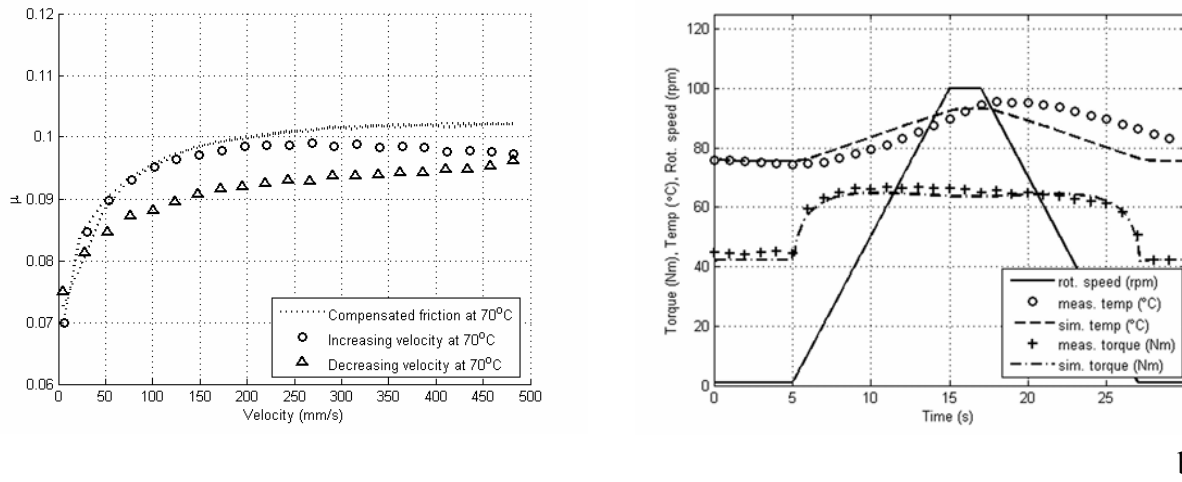 0.12
0.11
0.1
0.09
0.08
0.07
0.06
μ
0 50 100 150 200 250 300 350 400 450 500
Velocity (mm/s)
Compensated friction at 70°C
Increasing velocity at 70°C
Decreasing velocity at 70°C
120
100
80
60
40
20
0
Torque (Nm), Temp (°C), Rot. speed (rpm)
0 5 10 15 20 25
Time (s)
rot. speed (rpm)
meas. temp (°C)
sim. temp (°C)
meas. torque (Nm)
sim. torque (Nm)